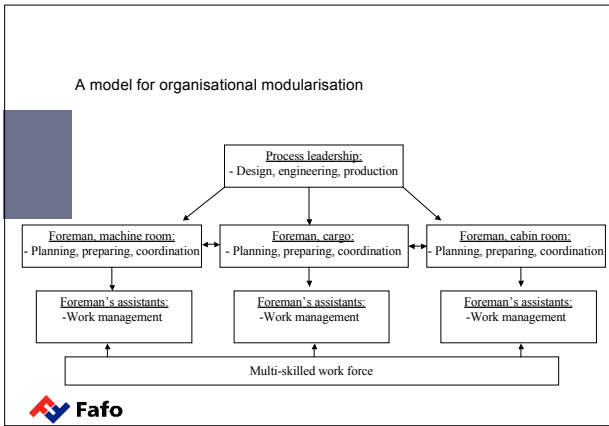 A model for organisational modularisation
Process leadership:
- Design, engineering, production
Foreman, machine room:
- Planning, preparing, coordination
Foreman, cargo:
- Planning, preparing, coordination
Foreman, cabin room:
- Planning, preparing, coordination
Foreman’s assistants:
-Work management
Foreman’s assistants:
-Work management
Foreman’s assistants:
-Work management
Multi-skilled work force
Fafo